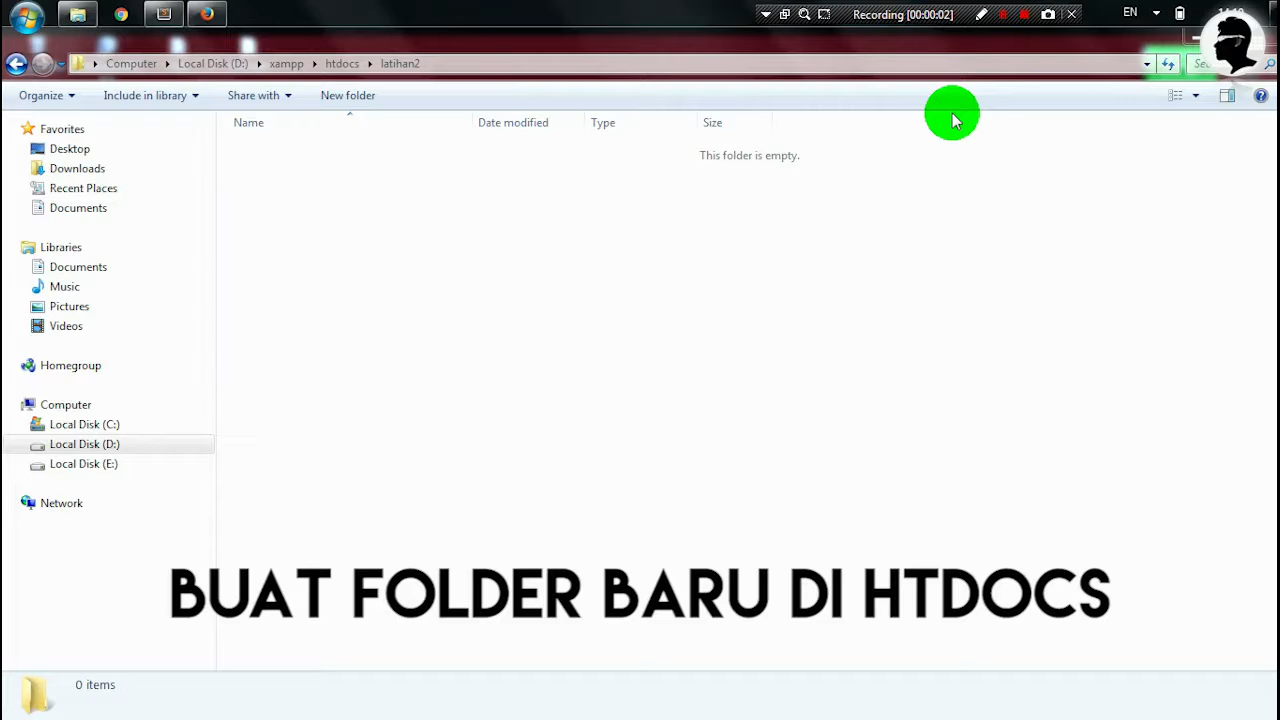 Recording [00:00:02]
EN
Computer Local Disk (D:) xampp htdocs latihan2
Organize Include in library Share with New folder
Name Date modified Type Size
This folder is empty.
Favorites
Desktop
Downloads
Recent Places
Documents
Libraries
Documents
Music
Pictures
Videos
Homegroup
Computer
Local Disk (C:)
Local Disk (D:)
Local Disk (E:)
Network
BUAT FOLDER BARU DI HTDOCS
0 items